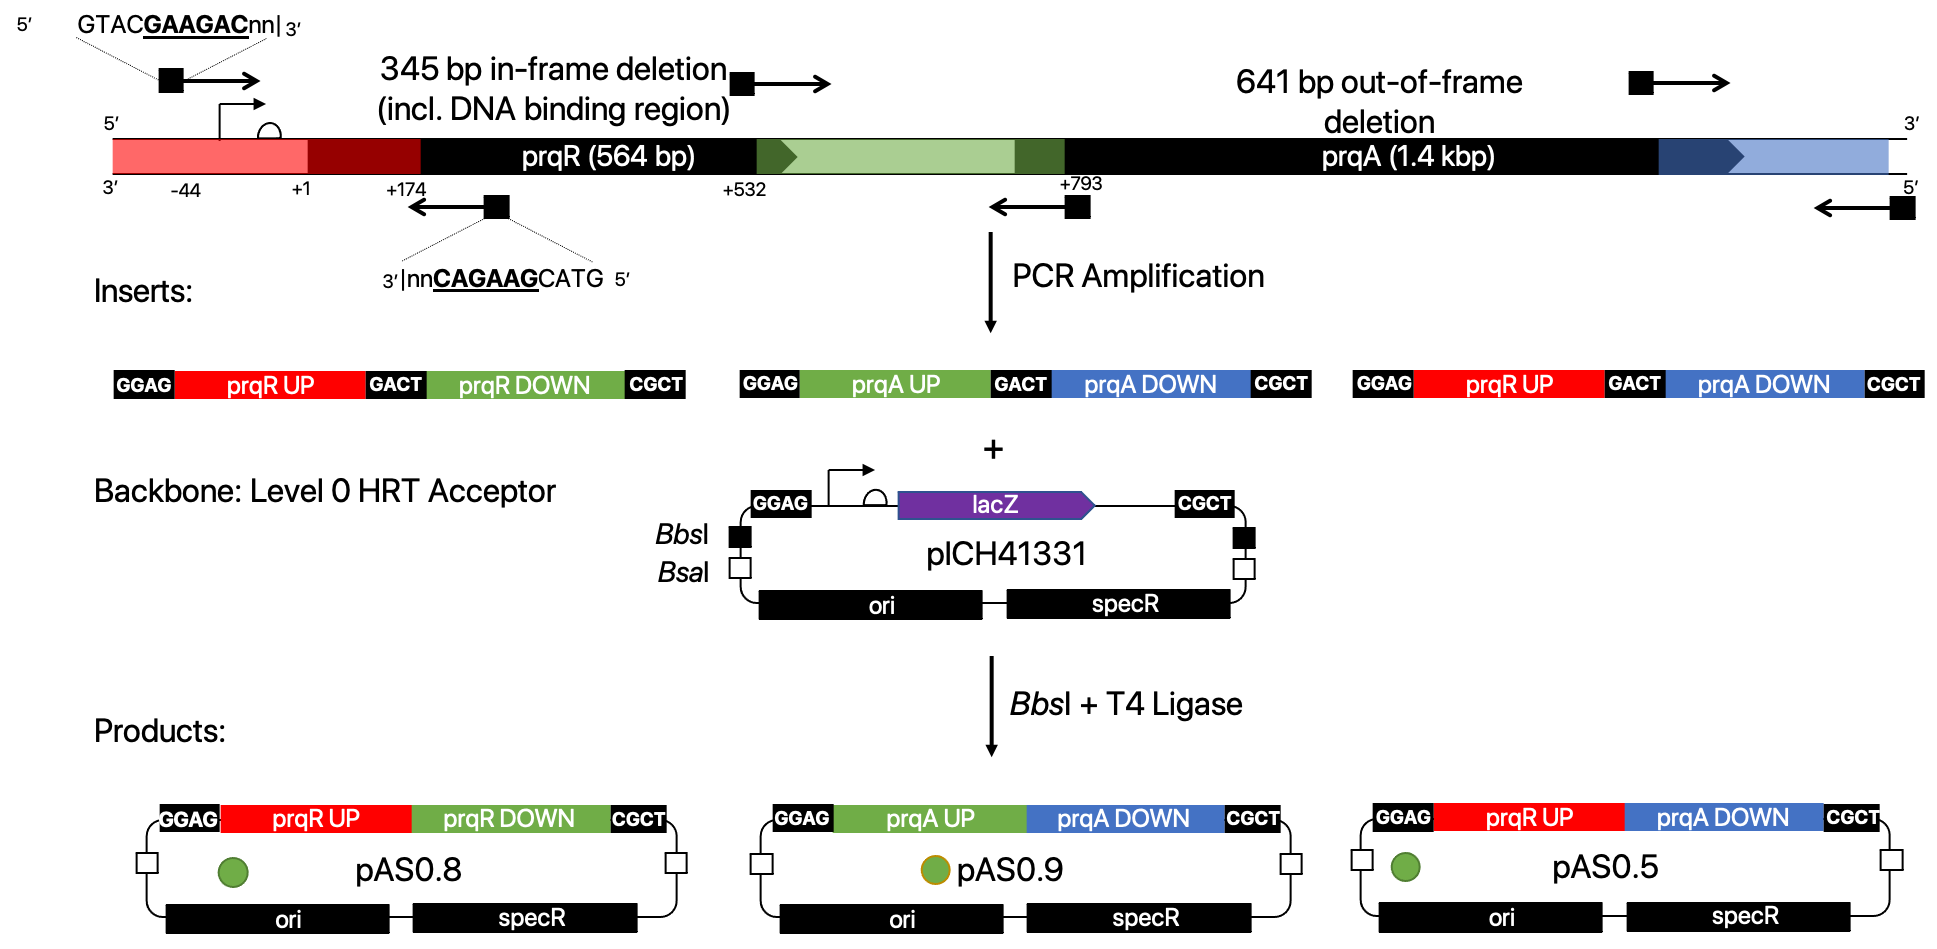 5′ GTACGAAGACnn| 3′
345 bp in-frame deletion
(incl. DNA binding region)
641 bp out-of-frame
deletion
5′ 3′
prqR (564 bp) prqA (1.4 kbp)
3′ -44 +1 +174 +532 +793 5′
3′ |nnCAGAAGCATG 5′
PCR Amplification
Inserts:
GGAG prqR UP GACT prqR DOWN CGCT
GGAG prqA UP GACT prqA DOWN CGCT
GGAG prqR UP GACT prqA DOWN CGCT
+
Backbone: Level 0 HRT Acceptor
GGAG lacZ CGCT
BbsI
BsaI
pICH41331
ori specR
BbsI + T4 Ligase
Products:
GGAG prqR UP prqR DOWN CGCT
pAS0.8
ori specR
GGAG prqA UP prqA DOWN CGCT
pAS0.9
ori specR
GGAG prqR UP prqA DOWN CGCT
pAS0.5
ori specR